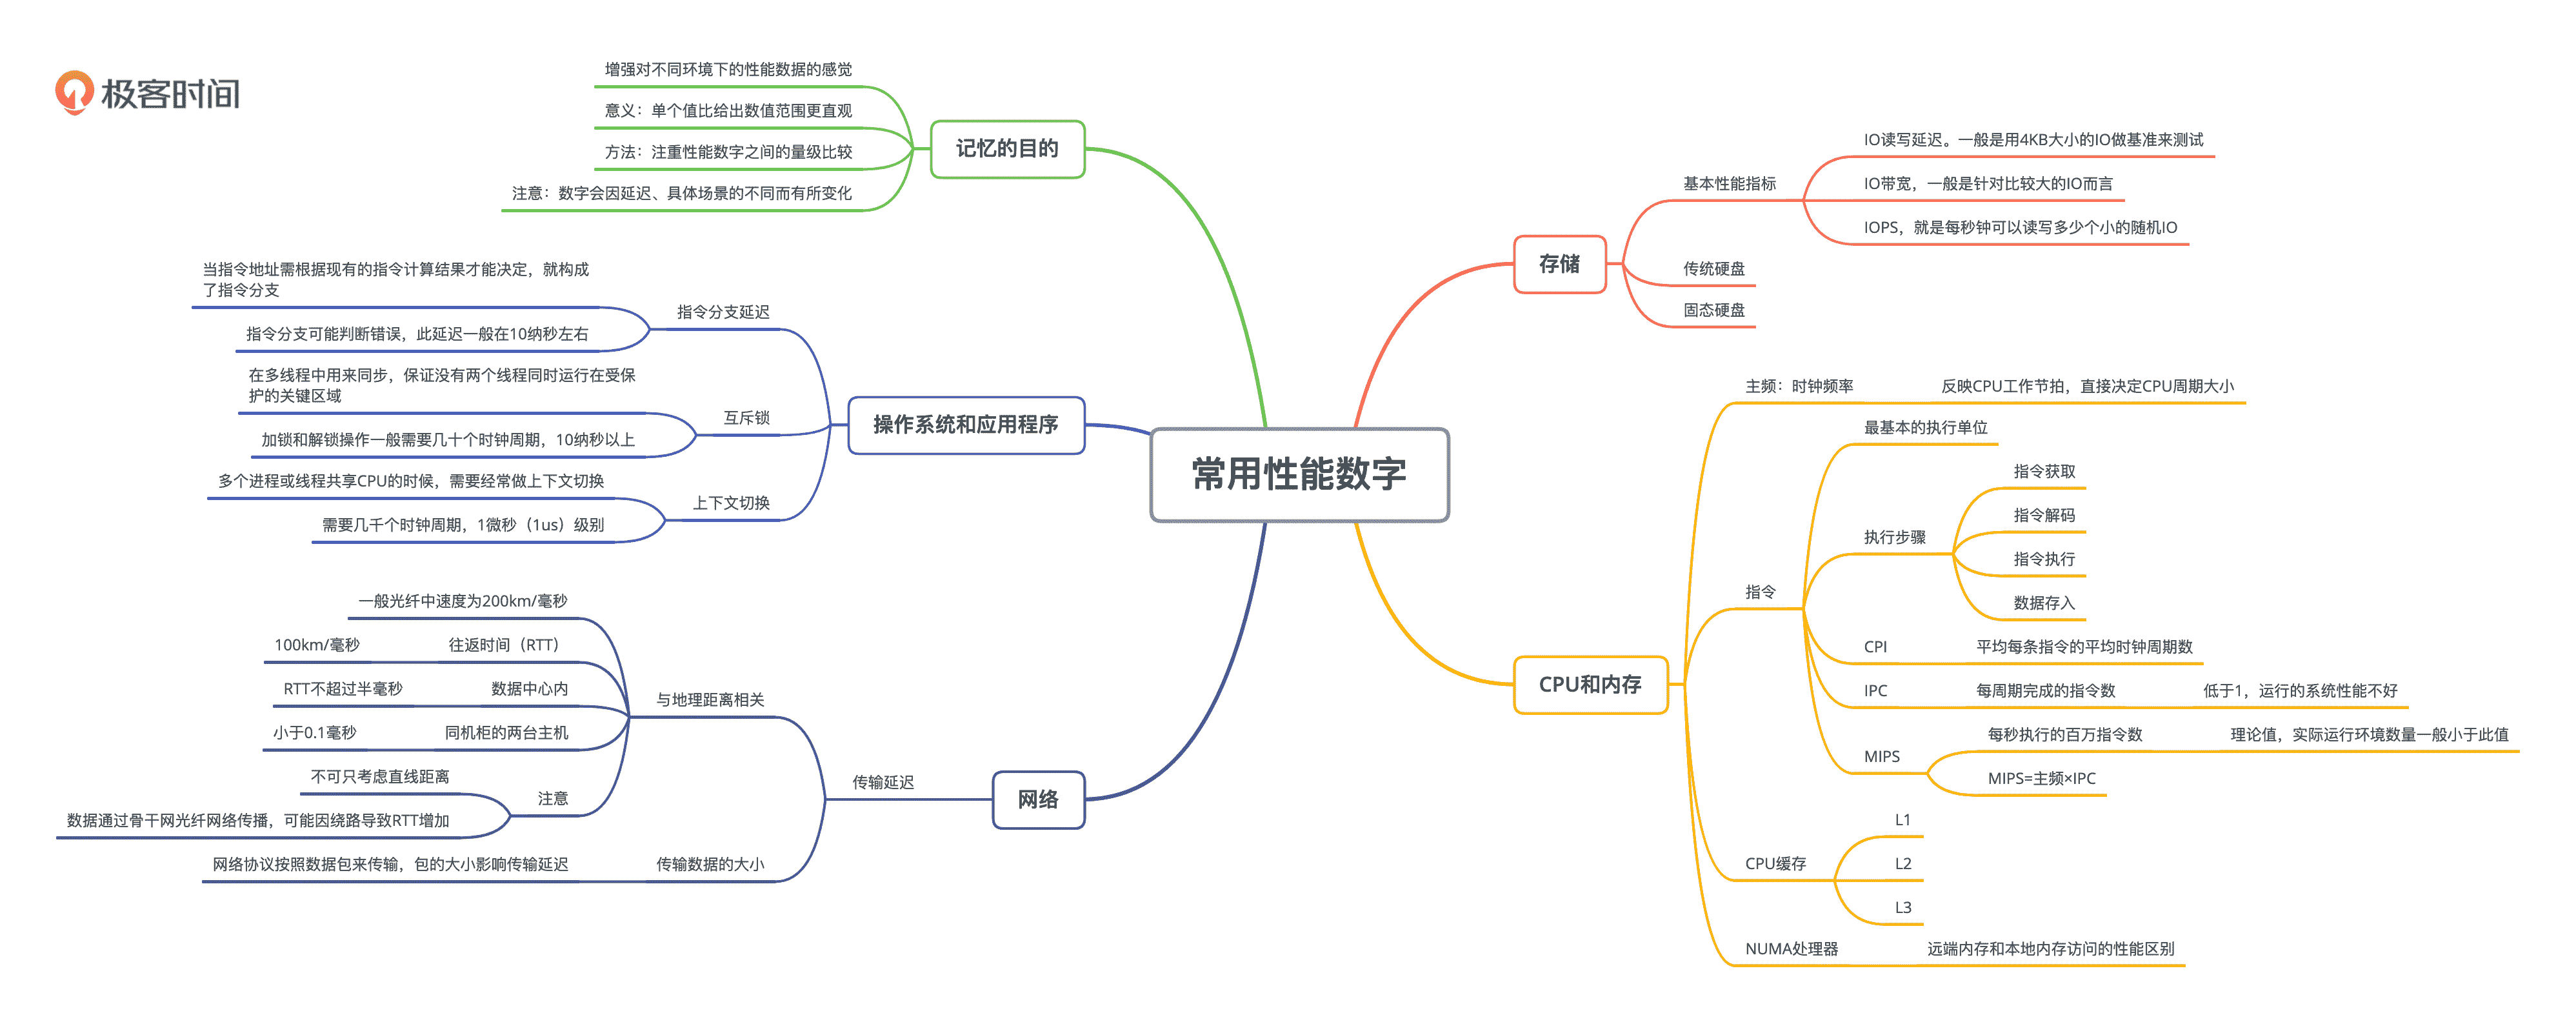 极客时间
常用性能数字
记忆的目的
增强对不同环境下的性能数据的感觉
意义：单个值比给出数值范围更直观
方法：注重性能数字之间的量级比较
注意：数字会因延迟、具体场景的不同而有所变化
操作系统和应用程序
指令分支延迟
当指令地址需根据现有的指令计算结果才能决定，就构成
了指令分支
指令分支可能判断错误，此延迟一般在10纳秒左右
互斥锁
在多线程中用来同步，保证没有两个线程同时运行在受保
护的关键区域
加锁和解锁操作一般需要几十个时钟周期，10纳秒以上
上下文切换
多个进程或线程共享CPU的时候，需要经常做上下文切换
需要几千个时钟周期，1微秒（1us）级别
网络
传输延迟
与地理距离相关
一般光纤中速度为200km/毫秒
往返时间（RTT）
100km/毫秒
数据中心内
RTT不超过半毫秒
同机柜的两台主机
小于0.1毫秒
注意
不可只考虑直线距离
数据通过骨干网光纤网络传播，可能因绕路导致RTT增加
传输数据的大小
网络协议按照数据包来传输，包的大小影响传输延迟
存储
基本性能指标
IO读写延迟。一般是用4KB大小的IO做基准来测试
IO带宽，一般是针对比较大的IO而言
IOPS，就是每秒钟可以读写多少个小的随机IO
传统硬盘
固态硬盘
CPU和内存
主频：时钟频率
反映CPU工作节拍，直接决定CPU周期大小
指令
最基本的执行单位
执行步骤
指令获取
指令解码
指令执行
数据存入
CPI
平均每条指令的平均时钟周期数
IPC
每周期完成的指令数
低于1，运行的系统性能不好
MIPS
每秒执行的百万指令数
理论值，实际运行环境数量一般小于此值
MIPS=主频×IPC
CPU缓存
L1
L2
L3
NUMA处理器
远端内存和本地内存访问的性能区别